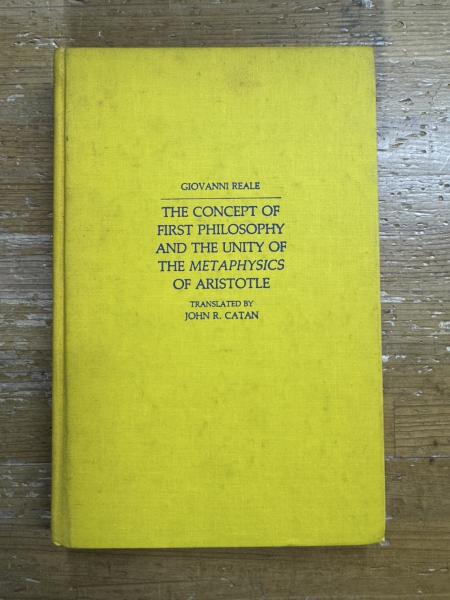 GIOVANNI REALE
THE CONCEPT OF
FIRST PHILOSOPHY
AND THE UNITY OF
THE METAPHYSICS
OF ARISTOTLE
TRANSLATED BY
JOHN R. CATAN